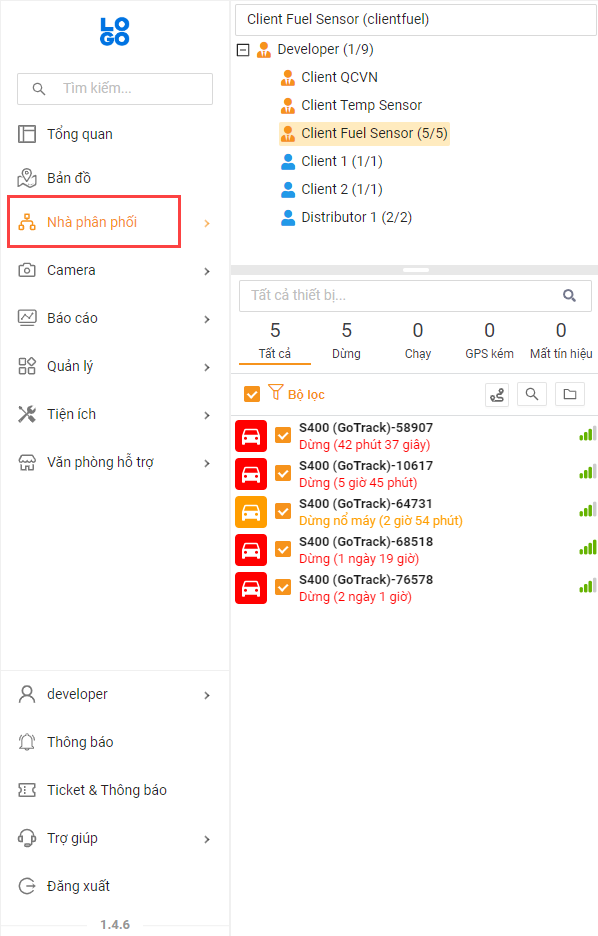 LO
GO
Tìm kiếm...
Tổng quan
Bản đồ
Nhà phân phối
Camera
Báo cáo
Quản lý
Tiện ích
Văn phòng hỗ trợ
developer
Thông báo
Ticket & Thông báo
Trợ giúp
Đăng xuất
1.4.6
Client Fuel Sensor (clientfuel)
Developer (1/9)
Client QCVN
Client Temp Sensor
Client Fuel Sensor (5/5)
Client 1 (1/1)
Client 2 (1/1)
Distributor 1 (2/2)
Tất cả thiết bị...
5 5 0 0 0
Tất cả Dừng Chạy GPS kém Mất tín hiệu
Bộ lọc
S400 (GoTrack)-58907
Dừng (42 phút 37 giây)
S400 (GoTrack)-10617
Dừng (5 giờ 45 phút)
S400 (GoTrack)-64731
Dừng nổ máy (2 giờ 54 phút)
S400 (GoTrack)-68518
Dừng (1 ngày 19 giờ)
S400 (GoTrack)-76578
Dừng (2 ngày 1 giờ)